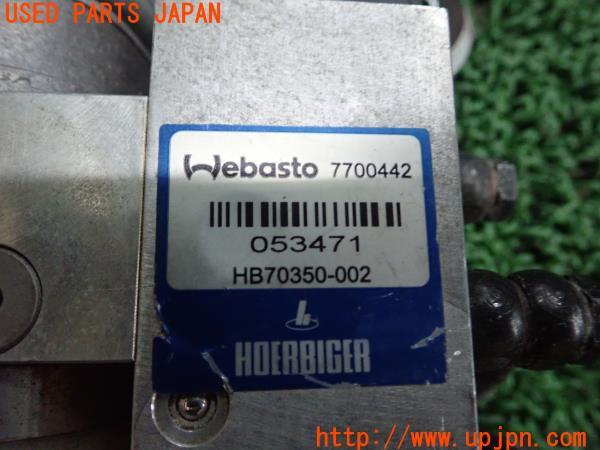 USED PARTS JAPAN
Webasto 7700442
053471
HB70350-002
HOERBIGER
http://www.upjpn.com